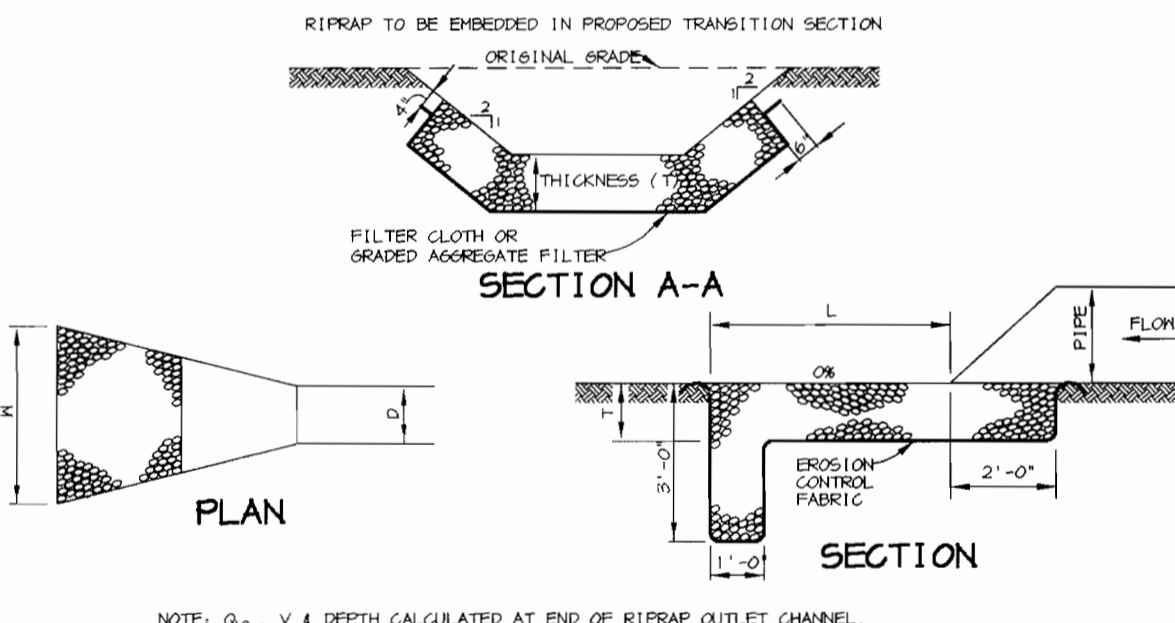 RIPRAP TO BE EMBEDDED IN PROPOSED TRANSITION SECTION
ORIGINAL GRADE
2
1
2
1
4"
6"
THICKNESS (T)
FILTER CLOTH OR
GRADED AGGREGATE FILTER
SECTION A-A
L
PIPE
FLOW
0%
W
D
T
3'-0"
EROSION
CONTROL
FABRIC
2'-0"
PLAN
1'-0"
SECTION
V & DEPTH CALCULATED AT END OF RIPRAP OUTLET CHANNEL.